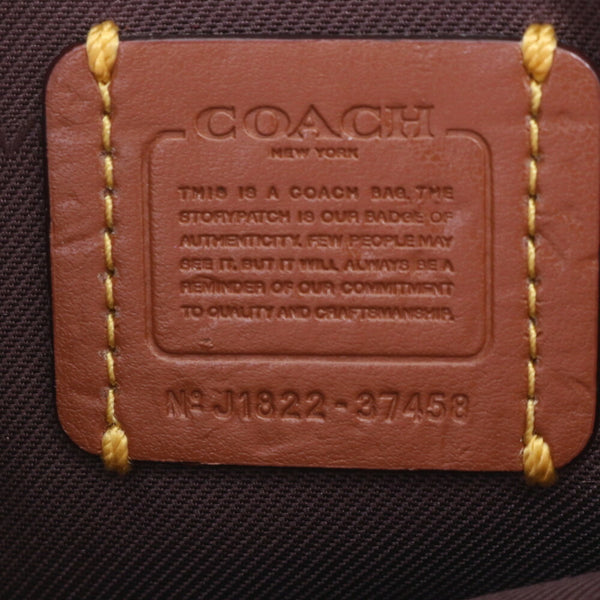 COACH
NEW YORK
THIS IS A COACH BAG. THE
STORYPATCH IS OUR BADGE OF
AUTHENTICITY. FEW PEOPLE MAY
SEE IT, BUT IT WILL ALWAYS BE A
REMINDER OF OUR COMMITMENT
TO QUALITY AND CRAFTSMANSHIP.
Nº J1822-37458